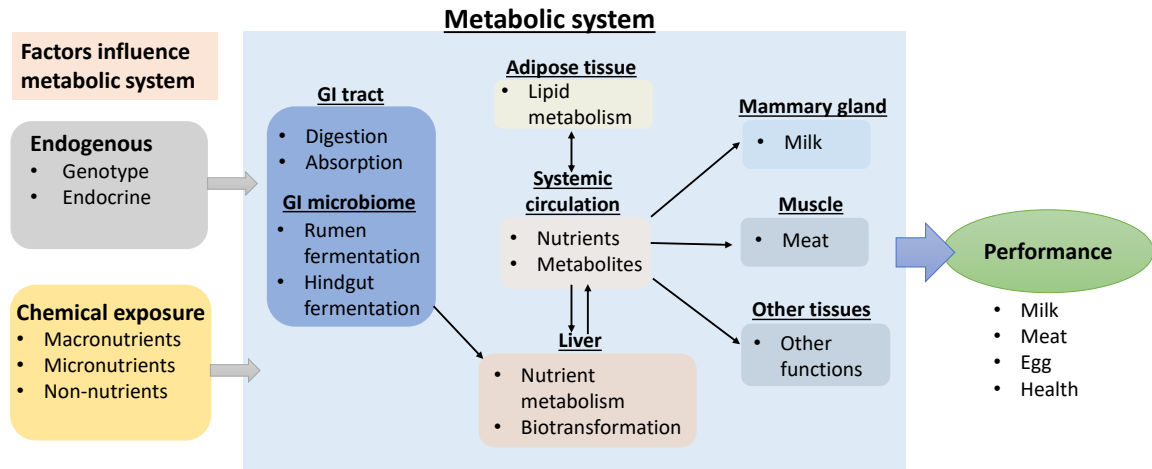 Metabolic system
Factors influence
metabolic system
Endogenous
• Genotype
• Endocrine
Chemical exposure
• Macronutrients
• Micronutrients
• Non-nutrients
GI tract
• Digestion
• Absorption
GI microbiome
• Rumen
fermentation
• Hindgut
fermentation
Adipose tissue
• Lipid
metabolism
Systemic
circulation
• Nutrients
• Metabolites
Liver
• Nutrient
metabolism
• Biotransformation
Mammary gland
• Milk
Muscle
• Meat
Other tissues
• Other
functions
Performance
• Milk
• Meat
• Egg
• Health